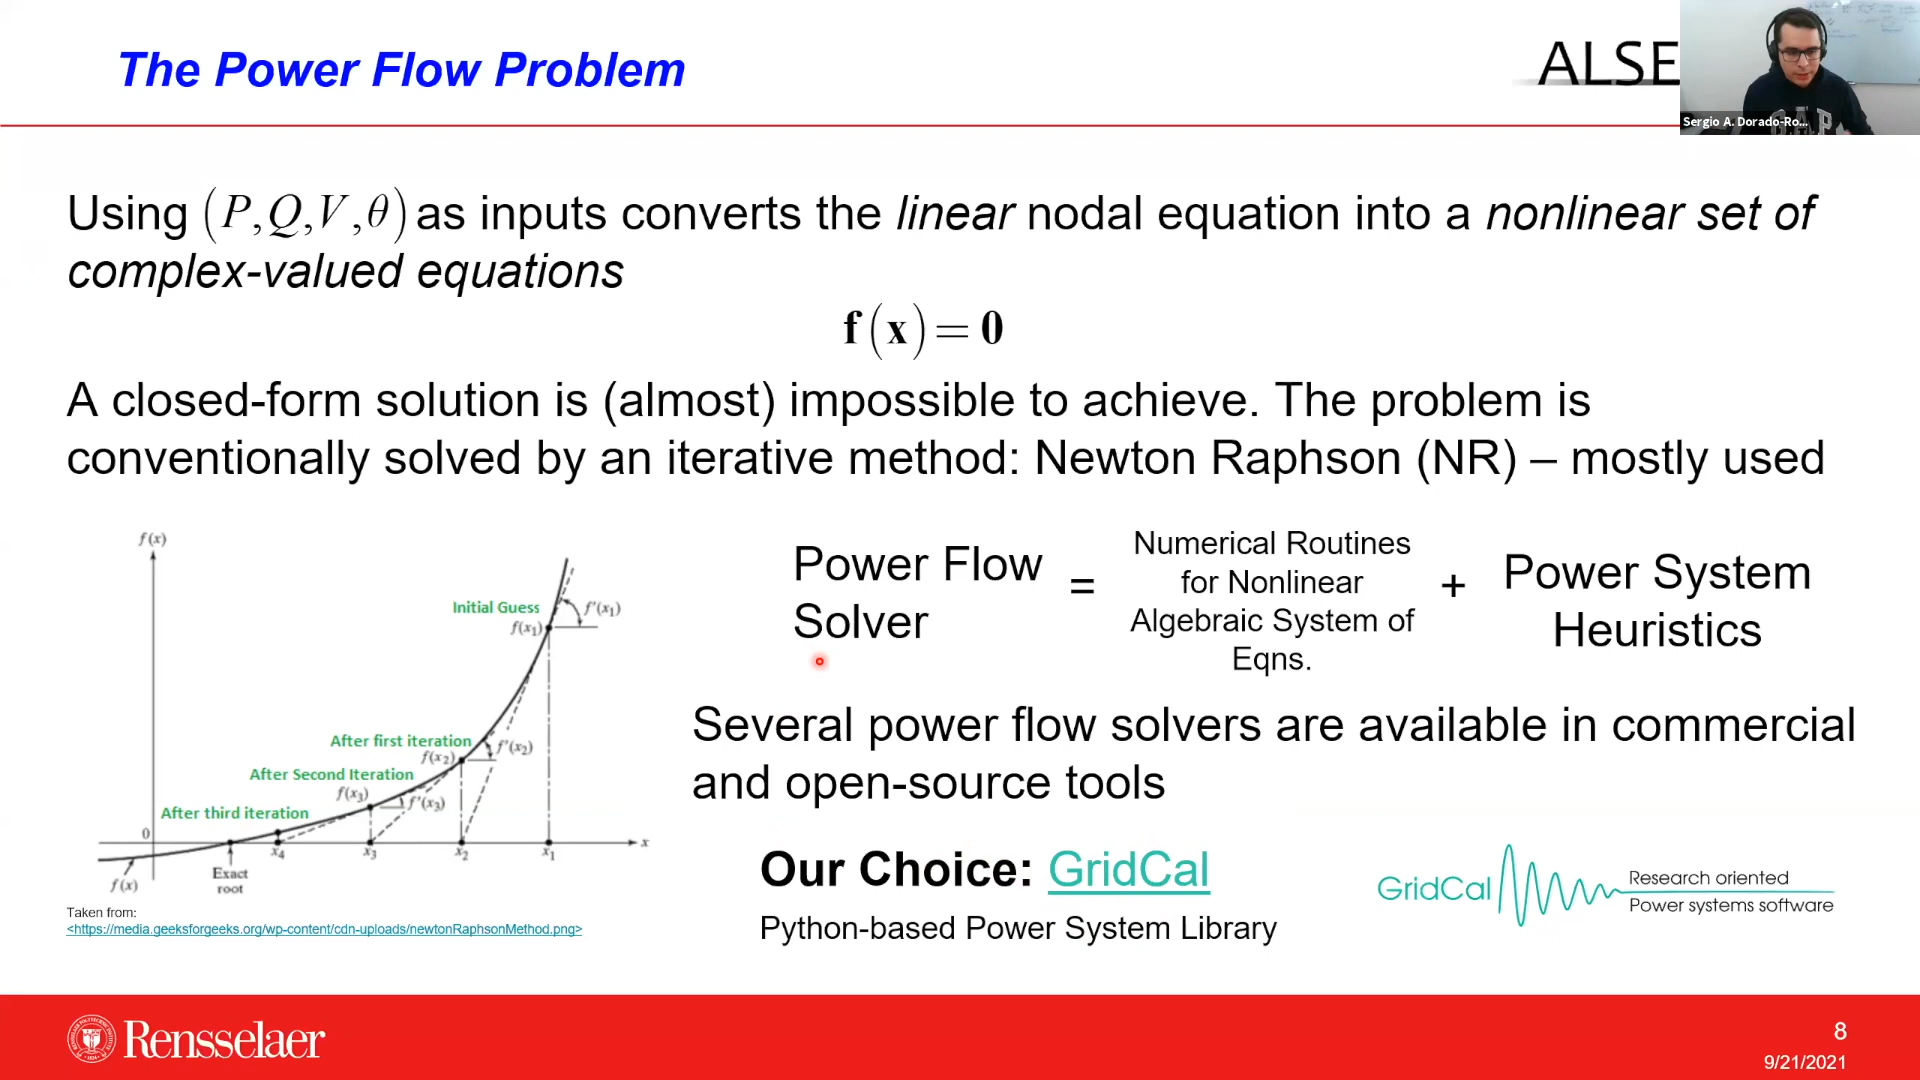 The Power Flow Problem
ALSE
Sergio A. Dorado-Ro...
Using (P,Q,V,θ) as inputs converts the linear nodal equation into a nonlinear set of
complex-valued equations
f(x)=0
A closed-form solution is (almost) impossible to achieve. The problem is
conventionally solved by an iterative method: Newton Raphson (NR) – mostly used
f(x)
Initial Guess
f'(x₁)
f(x₁)
After first iteration
f'(x₂)
f(x₂)
After Second Iteration
f(x₃)
f'(x₃)
After third iteration
0
x
x₄
x₃
x₂
x₁
f(x)
Exact
root
Taken from:
<https://media.geeksforgeeks.org/wp-content/cdn-uploads/newtonRaphsonMethod.png>
Power Flow
Solver
=
Numerical Routines
for Nonlinear
Algebraic System of
Eqns.
+
Power System
Heuristics
Several power flow solvers are available in commercial
and open-source tools
Our Choice: GridCal
Python-based Power System Library
GridCal
Research oriented
Power systems software
Rensselaer
8
9/21/2021